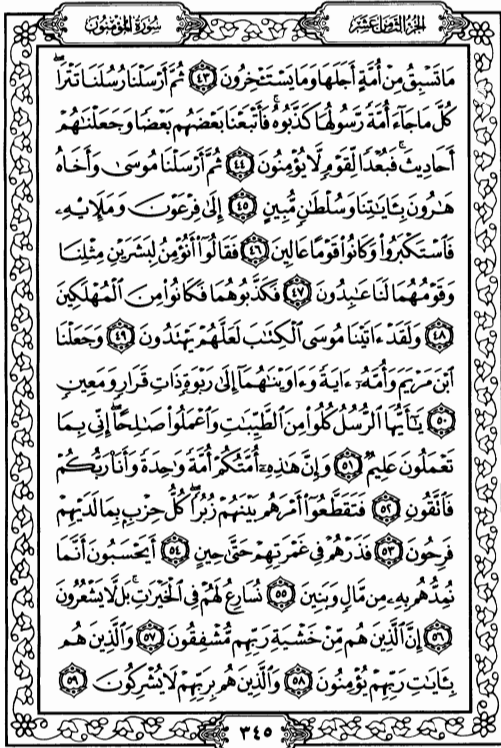 الجزء الثامن عشر
سورة المؤمنون
مَا تَسْبِقُ مِنْ أُمَّةٍ أَجَلَهَا وَمَا يَسْتَـْٔخِرُونَ ٤٣ ثُمَّ أَرْسَلْنَا رُسُلَنَا تَتْرَاۖ
كُلَّ مَا جَآءَ أُمَّةً رَّسُولُهَا كَذَّبُوهُۚ فَأَتْبَعْنَا بَعْضَهُم بَعْضًا وَجَعَلْنَٰهُمْ
أَحَادِيثَۚ فَبُعْدًا لِّقَوْمٍ لَّا يُؤْمِنُونَ ٤٤ ثُمَّ أَرْسَلْنَا مُوسَىٰ وَأَخَاهُ
هَٰرُونَ بِـَٔايَٰتِنَا وَسُلْطَٰنٍ مُّبِينٍ ٤٥ إِلَىٰ فِرْعَوْنَ وَمَلَإِي۟هِۦ
فَٱسْتَكْبَرُوا۟ وَكَانُوا۟ قَوْمًا عَالِينَ ٤٦ فَقَالُوٓا۟ أَنُؤْمِنُ لِبَشَرَيْنِ مِثْلِنَا
وَقَوْمُهُمَا لَنَا عَٰبِدُونَ ٤٧ فَكَذَّبُوهُمَا فَكَانُوا۟ مِنَ ٱلْمُهْلَكِينَ
٤٨ وَلَقَدْ ءَاتَيْنَا مُوسَى ٱلْكِتَٰبَ لَعَلَّهُمْ يَهْتَدُونَ ٤٩ وَجَعَلْنَا
ٱبْنَ مَرْيَمَ وَأُمَّهُۥٓ ءَايَةً وَءَاوَيْنَٰهُمَآ إِلَىٰ رَبْوَةٍ ذَاتِ قَرَارٍ وَمَعِينٍ
٥٠ يَٰٓأَيُّهَا ٱلرُّسُلُ كُلُوا۟ مِنَ ٱلطَّيِّبَٰتِ وَٱعْمَلُوا۟ صَٰلِحًاۖ إِنِّى بِمَا
تَعْمَلُونَ عَلِيمٌ ٥١ وَإِنَّ هَٰذِهِۦٓ أُمَّتُكُمْ أُمَّةً وَٰحِدَةً وَأَنَا۠ رَبُّكُمْ
فَٱتَّقُونِ ٥٢ فَتَقَطَّعُوٓا۟ أَمْرَهُم بَيْنَهُمْ زُبُرًاۖ كُلُّ حِزْبٍۭ بِمَا لَدَيْهِمْ
فَرِحُونَ ٥٣ فَذَرْهُمْ فِى غَمْرَتِهِمْ حَتَّىٰ حِينٍ ٥٤ أَيَحْسَبُونَ أَنَّمَا
نُمِدُّهُم بِهِۦ مِن مَّالٍ وَبَنِينَ ٥٥ نُسَارِعُ لَهُمْ فِى ٱلْخَيْرَٰتِۚ بَل لَّا يَشْعُرُونَ
٥٦ إِنَّ ٱلَّذِينَ هُم مِّنْ خَشْيَةِ رَبِّهِم مُّشْفِقُونَ ٥٧ وَٱلَّذِينَ هُم
بِـَٔايَٰتِ رَبِّهِمْ يُؤْمِنُونَ ٥٨ وَٱلَّذِينَ هُم بِرَبِّهِمْ لَا يُشْرِكُونَ ٥٩
٣٤٥